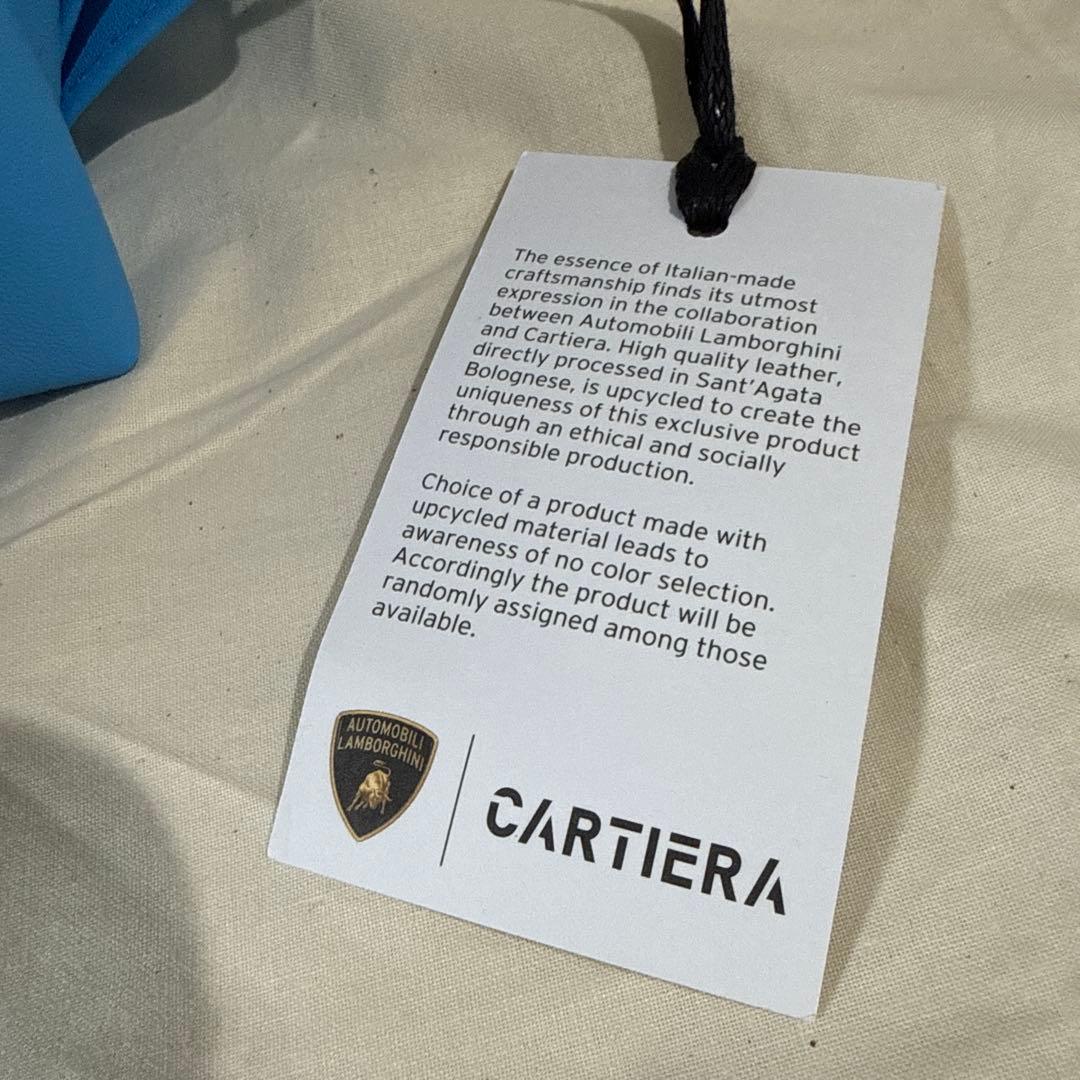 The essence of Italian-made
craftsmanship finds its utmost
expression in the collaboration
between Automobili Lamborghini
and Cartiera. High quality leather,
directly processed in Sant'Agata
Bolognese, is upcycled to create the
uniqueness of this exclusive product
through an ethical and socially
responsible production.
Choice of a product made with
upcycled material leads to
awareness of no color selection.
Accordingly the product will be
randomly assigned among those
available.
AUTOMOBILI
LAMBORGHINI
CARTIERA